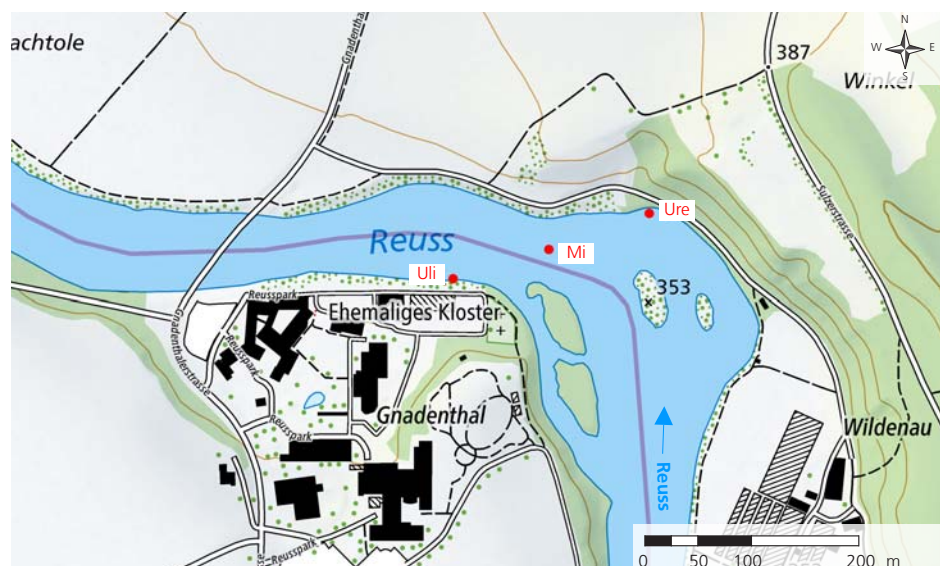 N
W E
S
achtole
Gnadenthal
387
Winkel
Sulzerstrasse
Ure
Reuss
Mi
Uli
353
Reusspark
Ehemaliges Kloster
Gnadenthalerstrasse
Reusspark
Gnadenthal
Reusspark
Wildenau
Reuss
Reusspark
0 50 100 200 m